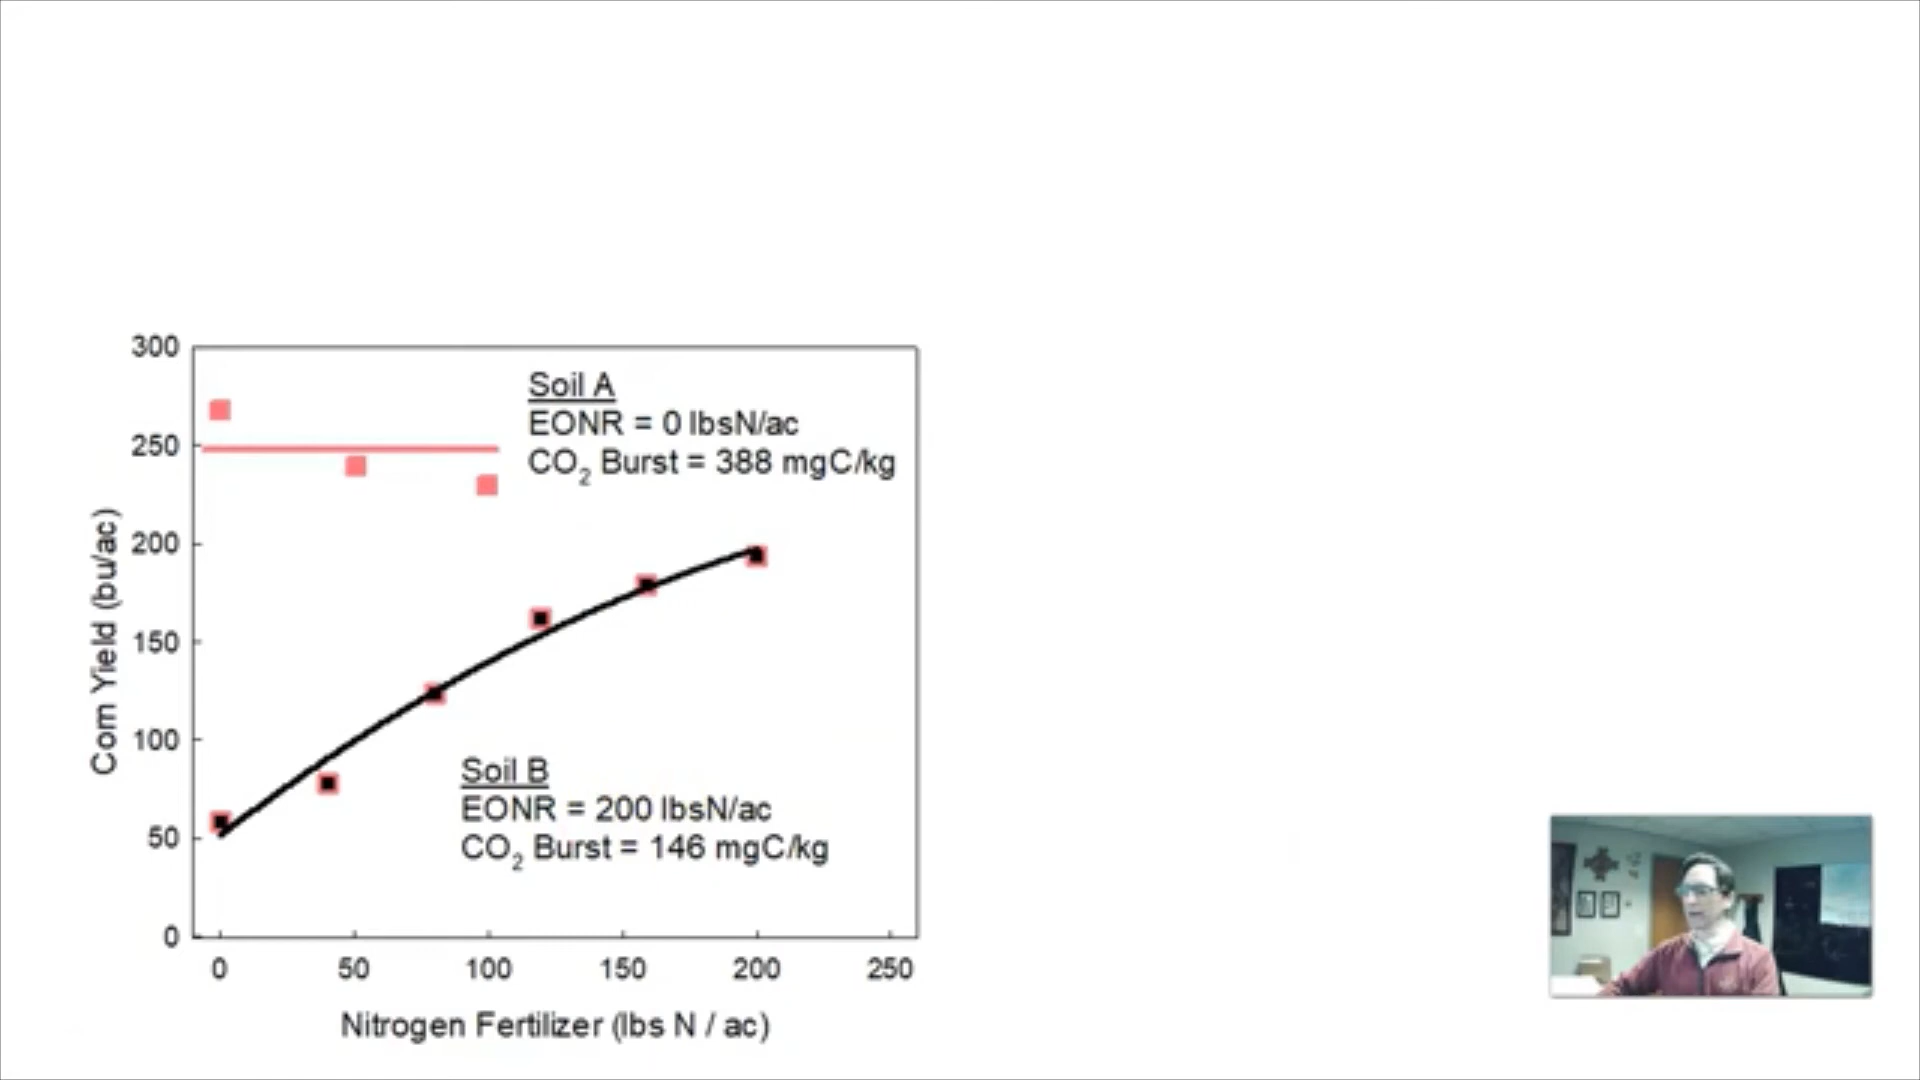 300
250
200
150
100
50
0
Corn Yield (bu/ac)
Soil A
EONR = 0 lbsN/ac
CO₂ Burst = 388 mgC/kg
Soil B
EONR = 200 lbsN/ac
CO₂ Burst = 146 mgC/kg
0 50 100 150 200 250
Nitrogen Fertilizer (lbs N / ac)